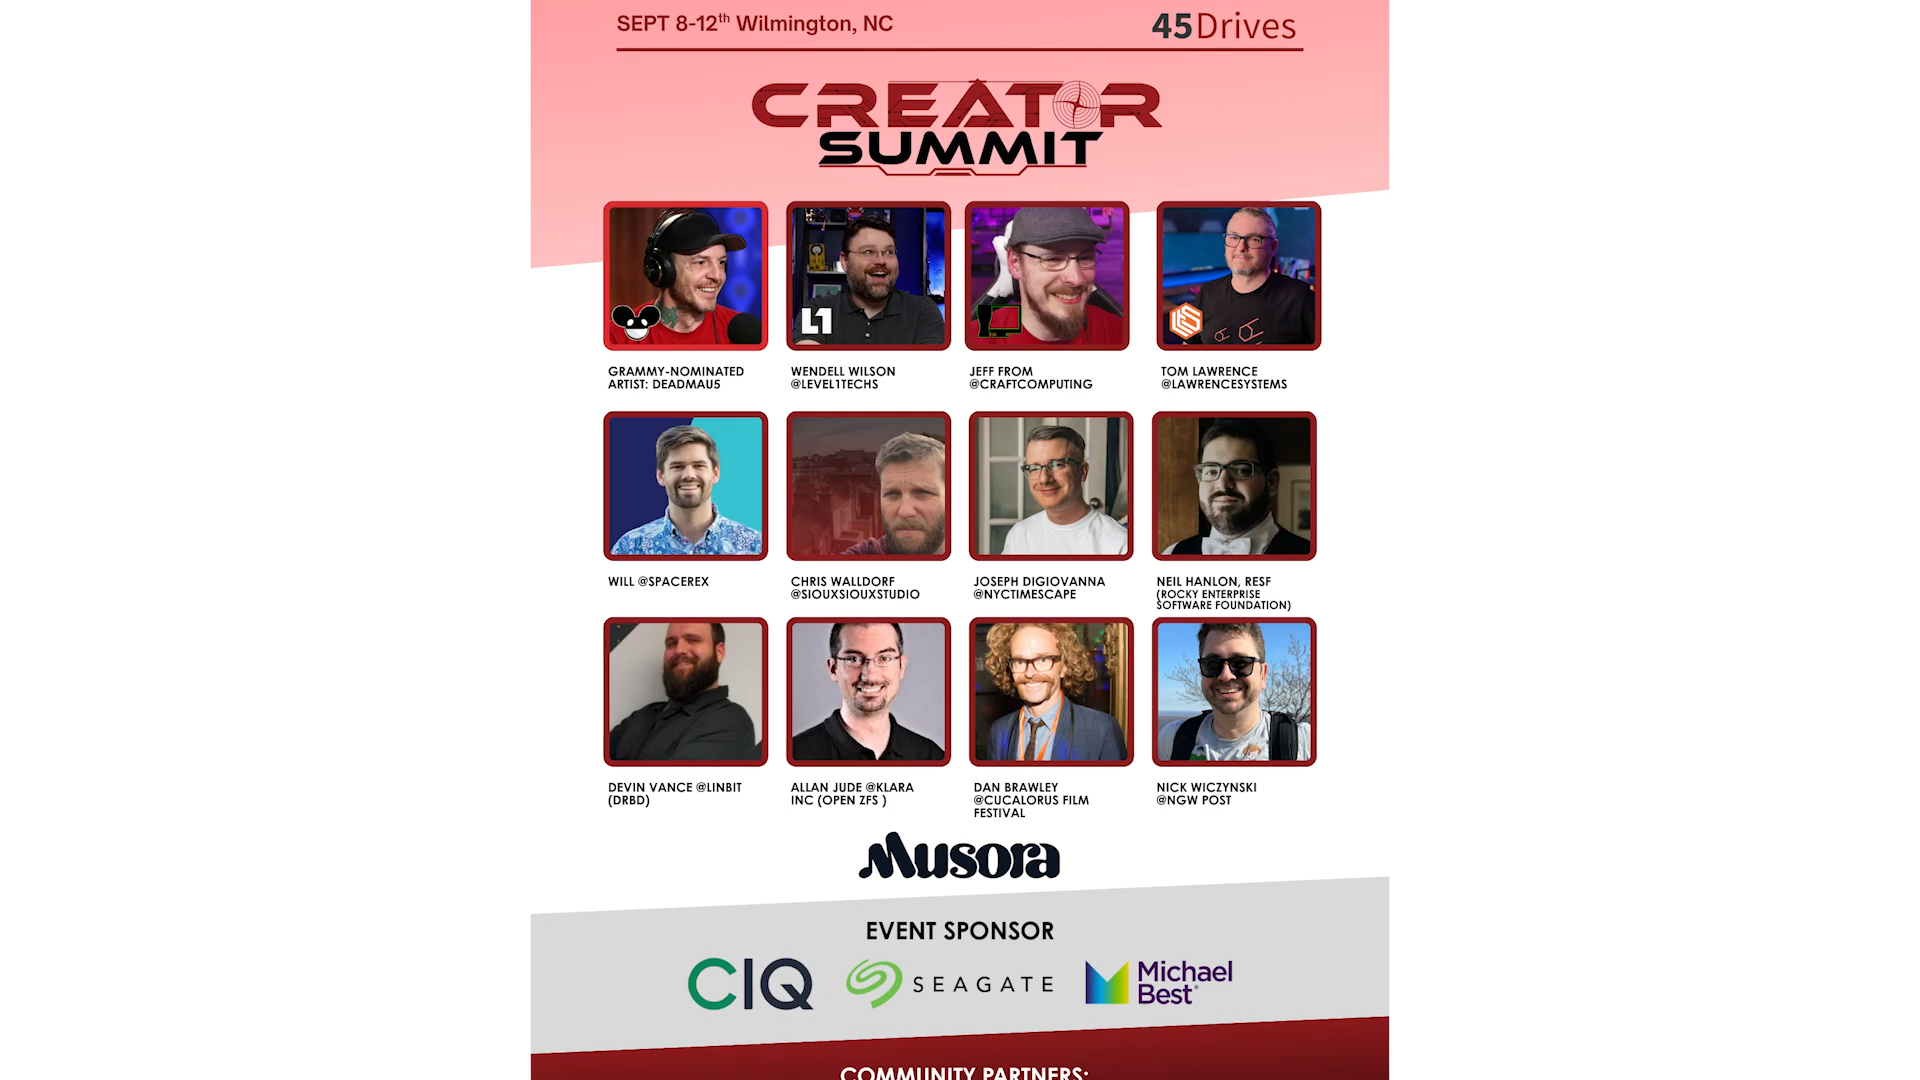 SEPT 8-12th Wilmington, NC
45Drives
CREATOR
SUMMIT
L1
GRAMMY-NOMINATED
ARTIST: DEADMAU5
WENDELL WILSON
@LEVEL1TECHS
JEFF FROM
@CRAFTCOMPUTING
TOM LAWRENCE
@LAWRENCESYSTEMS
WILL @SPACEREX
CHRIS WALLDORF
@SIOUXSIOUXSTUDIO
JOSEPH DIGIOVANNA
@NYCTIMESCAPE
NEIL HANLON, RESF
(ROCKY ENTERPRISE
SOFTWARE FOUNDATION)
DEVIN VANCE @LINBIT
(DRBD)
ALLAN JUDE @KLARA
INC (OPEN ZFS )
DAN BRAWLEY
@CUCALORUS FILM
FESTIVAL
NICK WICZYNSKI
@NGW POST
Musora
EVENT SPONSOR
CIQ
SEAGATE
Michael
Best®
COMMUNITY PARTNERS: